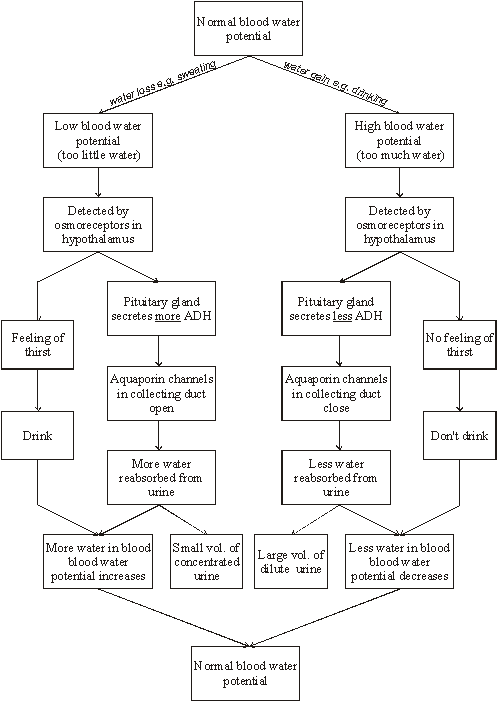 Normal blood water
potential
water loss e.g. sweating
water gain e.g. drinking
Low blood water
potential
(too little water)
High blood water
potential
(too much water)
Detected by
osmoreceptors in
hypothalamus
Detected by
osmoreceptors in
hypothalamus
Feeling of
thirst
Pituitary gland
secretes more ADH
Pituitary gland
secretes less ADH
No feeling of
thirst
Aquaporin channels
in collecting duct
open
Aquaporin channels
in collecting duct
close
Drink
More water
reabsorbed from
urine
Less water
reabsorbed from
urine
Don't drink
More water in blood
blood water
potential increases
Small vol. of
concentrated
urine
Large vol. of
dilute urine
Less water in blood
blood water
potential decreases
Normal blood water
potential